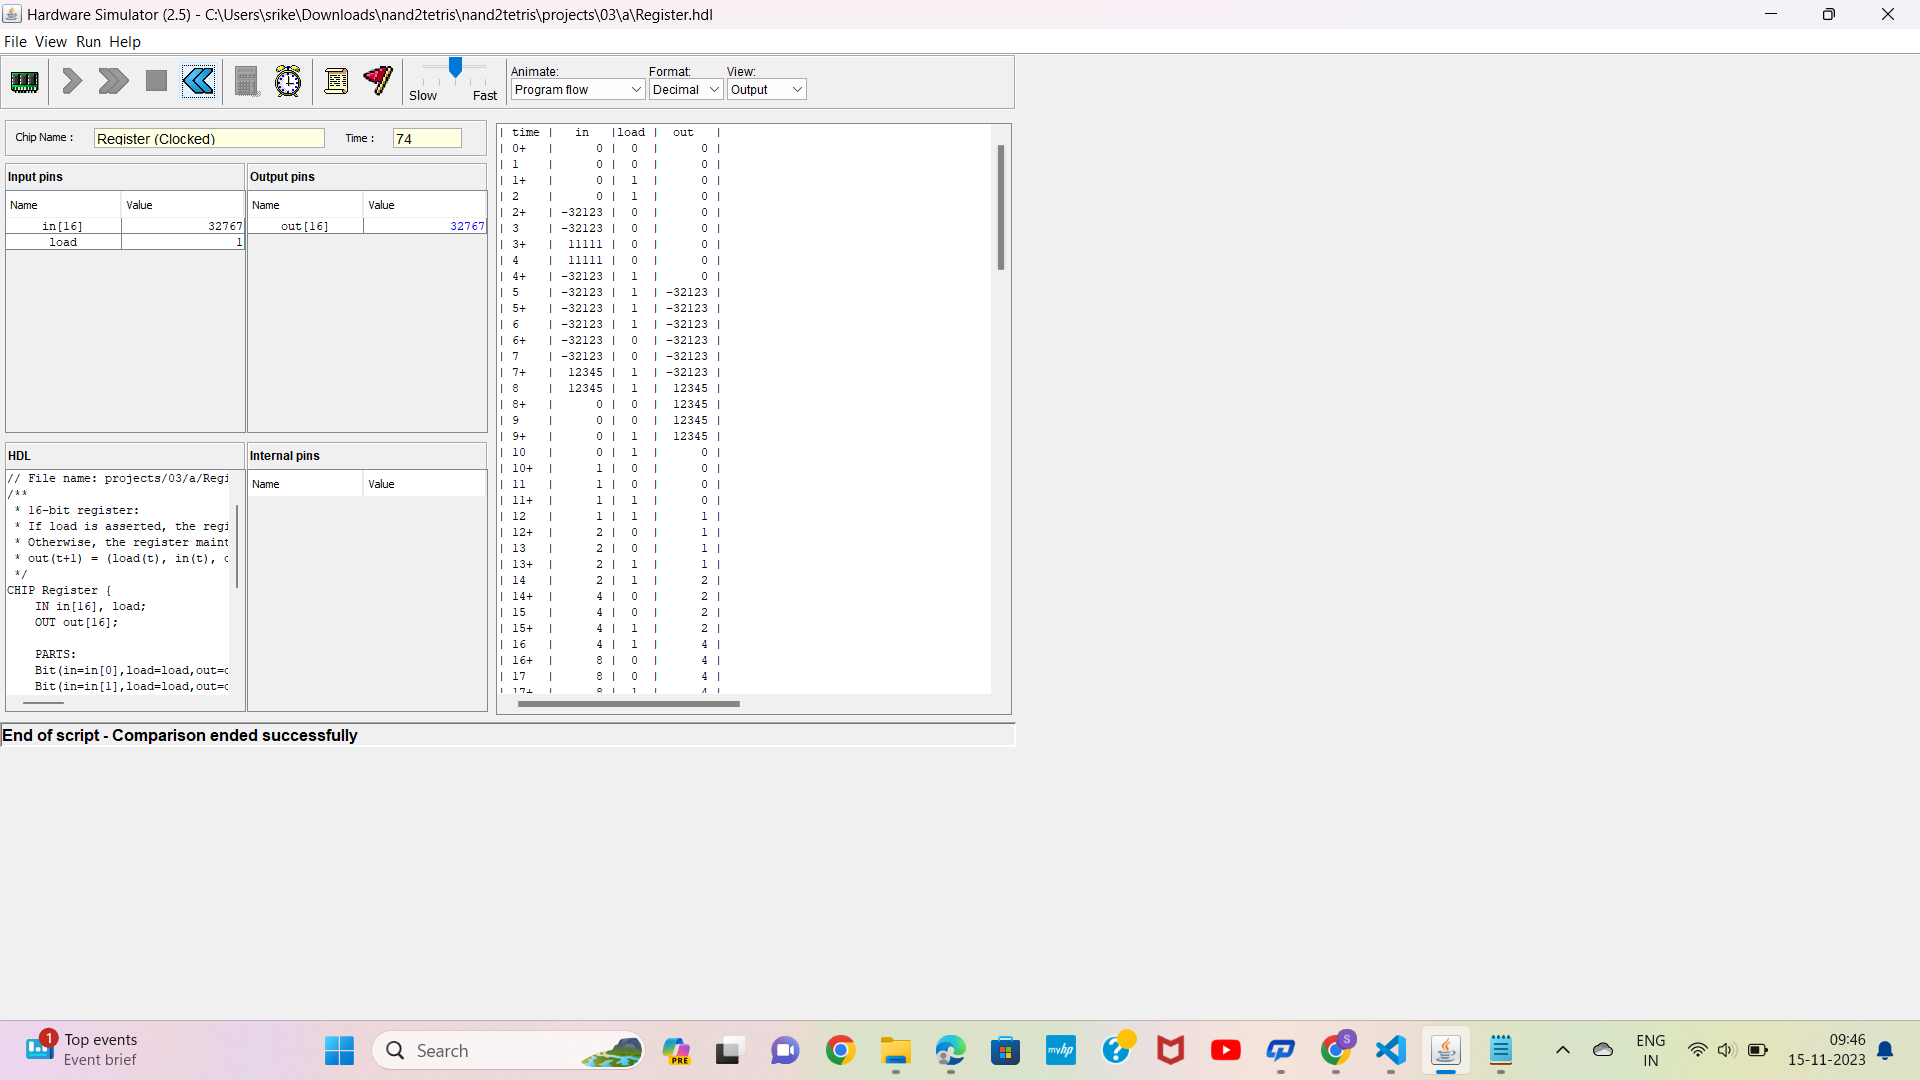 Hardware Simulator (2.5) - C:\Users\srike\Downloads\nand2tetris\nand2tetris\projects\03\a\Register.hdl
File View Run Help
Slow Fast
Animate: Format: View:
Program flow Decimal Output
Chip Name : Register (Clocked) Time : 74
Input pins
Name Value
in[16] 32767
load 1
Output pins
Name Value
out[16] 32767
HDL
// File name: projects/03/a/Regi
/**
* 16-bit register:
* If load is asserted, the regi
* Otherwise, the register maint
* out(t+1) = (load(t), in(t), o
*/
CHIP Register {
IN in[16], load;
OUT out[16];
PARTS:
Bit(in=in[0],load=load,out=o
Bit(in=in[1],load=load,out=o
Internal pins
Name Value
| time | in |load | out |
| 0+ | 0 | 0 | 0 |
| 1 | 0 | 0 | 0 |
| 1+ | 0 | 1 | 0 |
| 2 | 0 | 1 | 0 |
| 2+ | -32123 | 0 | 0 |
| 3 | -32123 | 0 | 0 |
| 3+ | 11111 | 0 | 0 |
| 4 | 11111 | 0 | 0 |
| 4+ | -32123 | 1 | 0 |
| 5 | -32123 | 1 | -32123 |
| 5+ | -32123 | 1 | -32123 |
| 6 | -32123 | 1 | -32123 |
| 6+ | -32123 | 0 | -32123 |
| 7 | -32123 | 0 | -32123 |
| 7+ | 12345 | 1 | -32123 |
| 8 | 12345 | 1 | 12345 |
| 8+ | 0 | 0 | 12345 |
| 9 | 0 | 0 | 12345 |
| 9+ | 0 | 1 | 12345 |
| 10 | 0 | 1 | 0 |
| 10+ | 1 | 0 | 0 |
| 11 | 1 | 0 | 0 |
| 11+ | 1 | 1 | 0 |
| 12 | 1 | 1 | 1 |
| 12+ | 2 | 0 | 1 |
| 13 | 2 | 0 | 1 |
| 13+ | 2 | 1 | 1 |
| 14 | 2 | 1 | 2 |
| 14+ | 4 | 0 | 2 |
| 15 | 4 | 0 | 2 |
| 15+ | 4 | 1 | 2 |
| 16 | 4 | 1 | 4 |
| 16+ | 8 | 0 | 4 |
| 17 | 8 | 0 | 4 |
| 17+ | 8 | 1 | 4 |
End of script - Comparison ended successfully
1
Top events
Event brief
Search
PRE
myhp
S
ENG
IN
09:46
15-11-2023